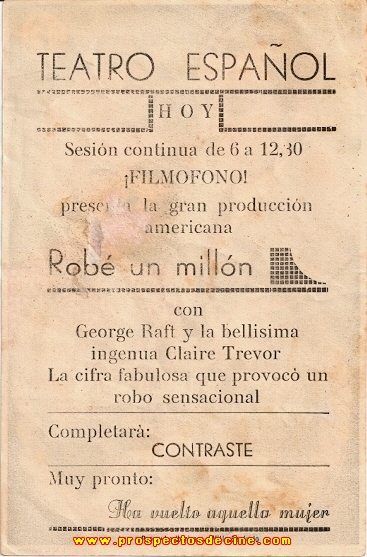 TEATRO ESPAÑOL
HOY
Sesión continua de 6 a 12,30
¡FILMOFONO!
presenta la gran producción
americana
Robé un millón
con
George Raft y la bellisima
ingenua Claire Trevor
La cifra fabulosa que provocó un
robo sensacional
Completarà:
CONTRASTE
Muy pronto:
Ha vuelto aquella mujer
www.prospectosdecine.com